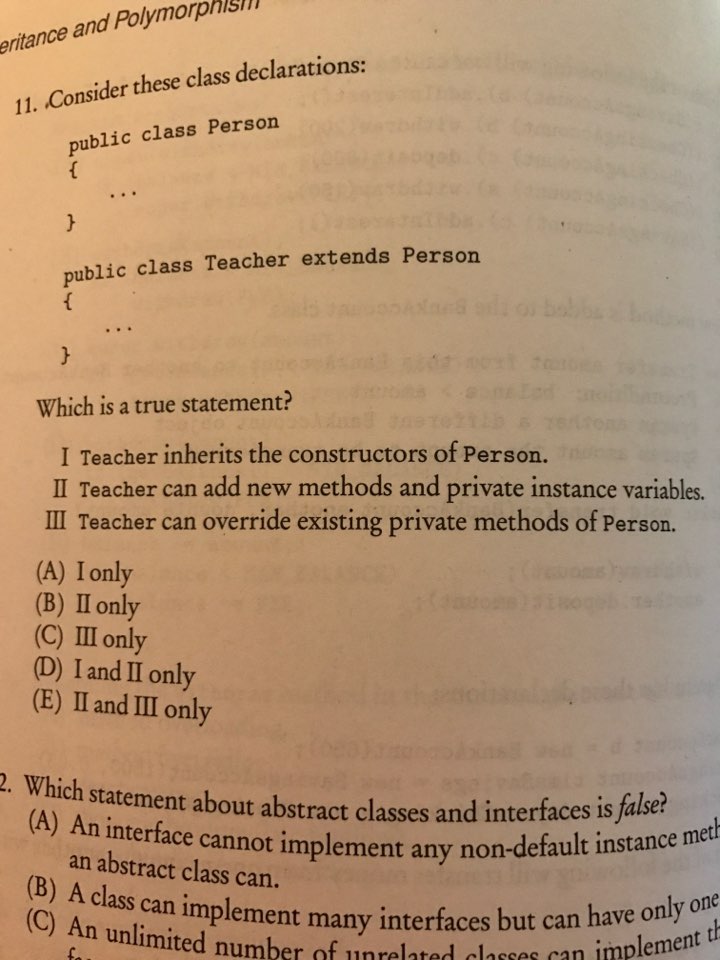 eritance and Polymorphism
11. Consider these class declarations:
public class Person
{
...
}
public class Teacher extends Person
{
...
}
Which is a true statement?
I Teacher inherits the constructors of Person.
II Teacher can add new methods and private instance variables.
III Teacher can override existing private methods of Person.
(A) I only
(B) II only
(C) III only
(D) I and II only
(E) II and III only
2. Which statement about abstract classes and interfaces is false?
(A) An interface cannot implement any non-default instance meth
an abstract class can.
(B) A class can implement many interfaces but can have only one
(C) An unlimited number of unrelated classes can implement th